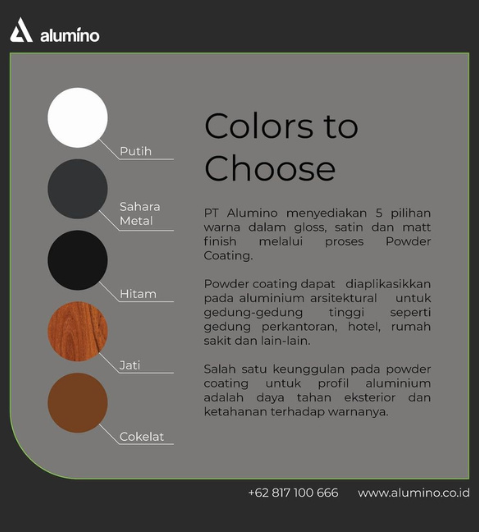 alumino
Colors to
Choose
Putih
Sahara
Metal
Hitam
Jati
Cokelat
PT Alumino menyediakan 5 pilihan
warna dalam gloss, satin dan matt
finish melalui proses Powder
Coating.
Powder coating dapat diaplikasikkan
pada aluminium arsitektural untuk
gedung-gedung tinggi seperti
gedung perkantoran, hotel, rumah
sakit dan lain-lain.
Salah satu keunggulan pada powder
coating untuk profil aluminium
adalah daya tahan eksterior dan
ketahanan terhadap warnanya.
+62 817 100 666 www.alumino.co.id